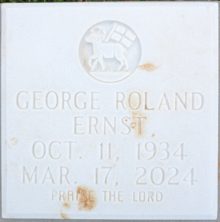 GEORGE ROLAND
ERNST
OCT. 11, 1934
MAR. 17, 2024
PRAISE THE LORD